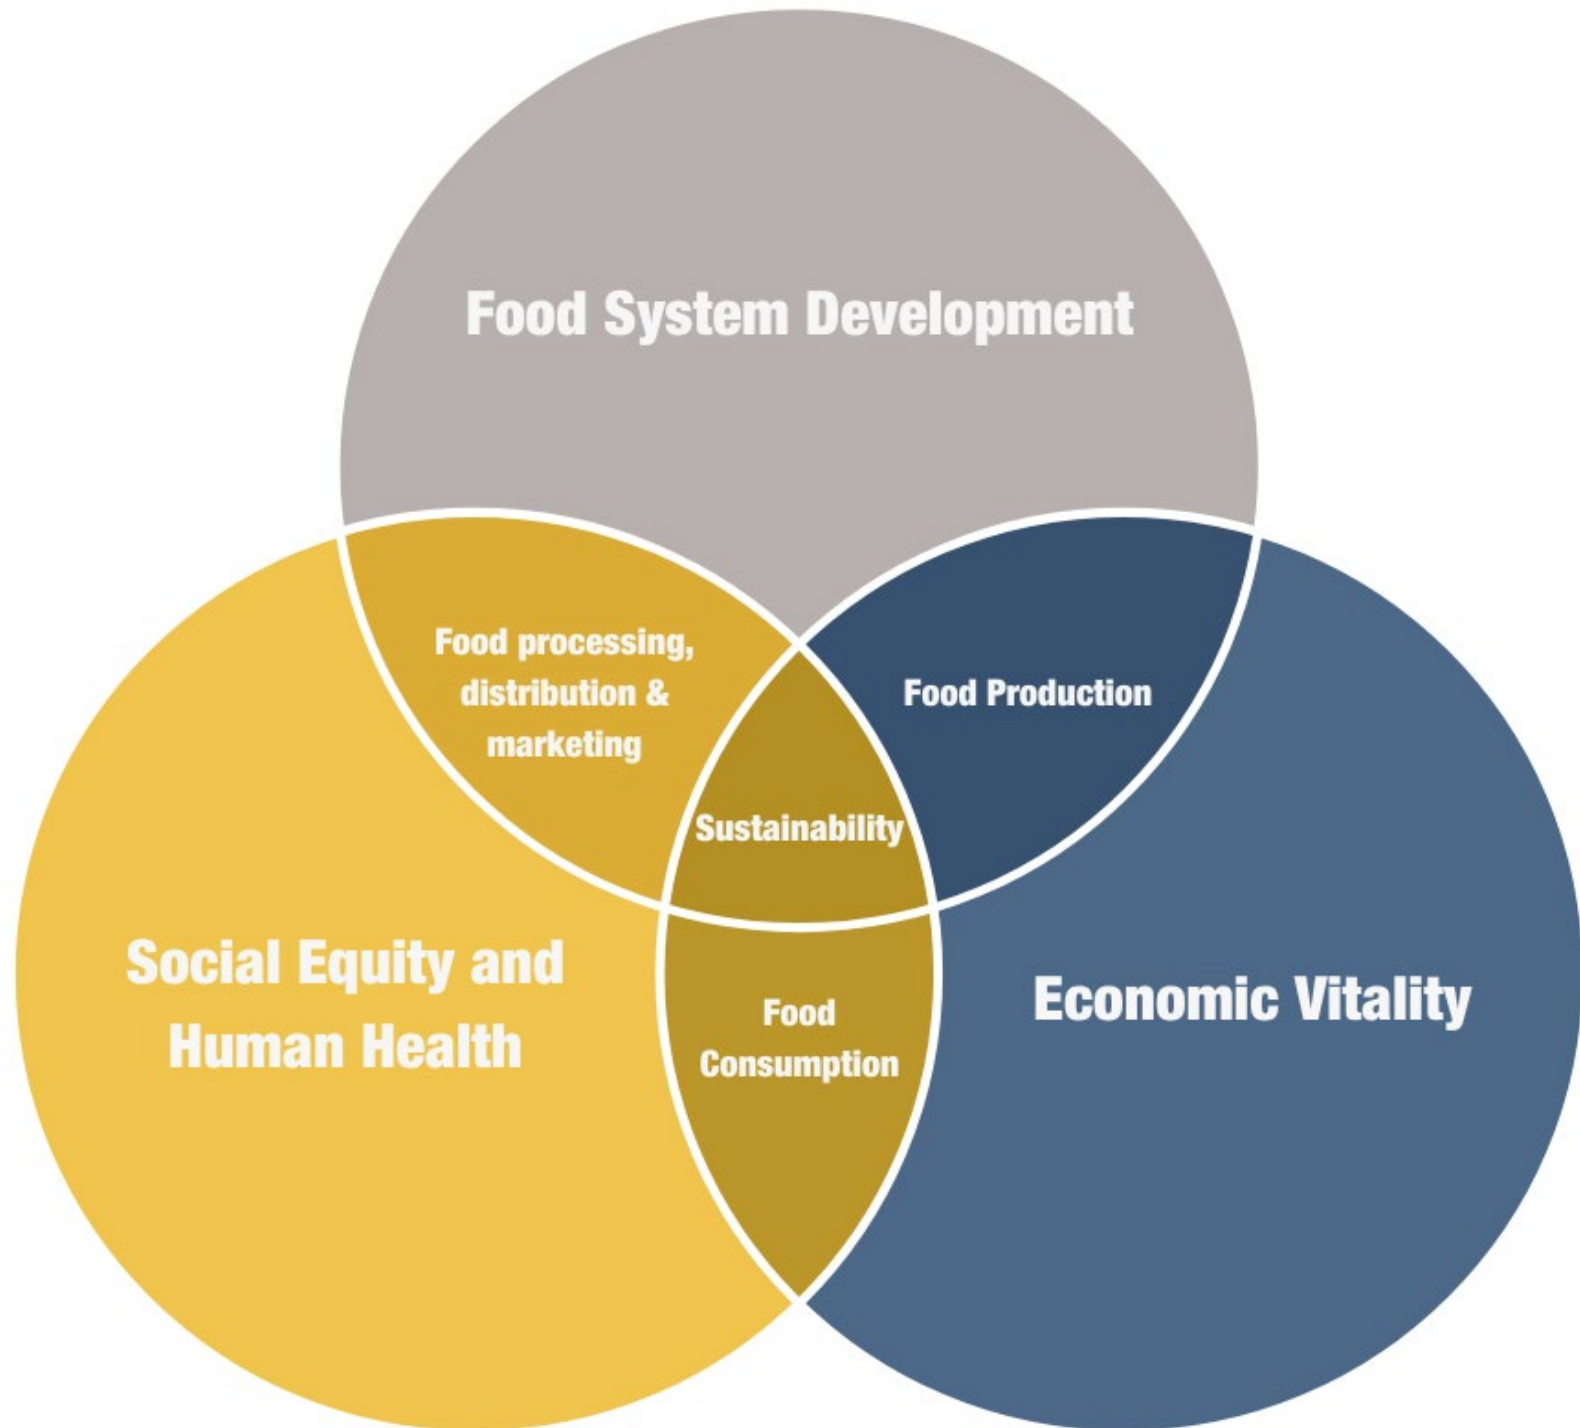 Food System Development
Food processing,
distribution &
marketing
Food Production
Sustainability
Social Equity and
Human Health
Economic Vitality
Food
Consumption